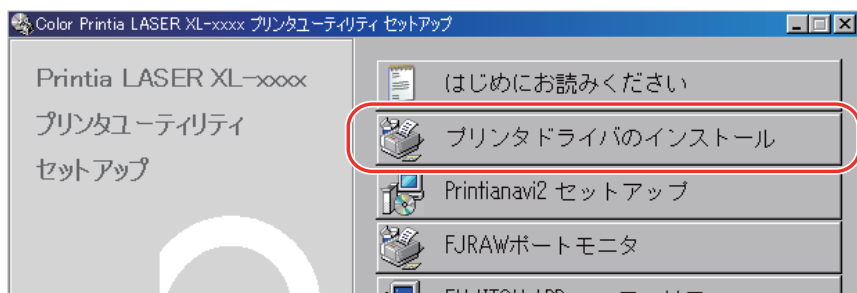 Color Printia LASER XL-xxxx プリンタユーティリティ セットアップ
Printia LASER XL-xxxx
プリンタユーティリティ
セットアップ
はじめにお読みください
プリンタドライバのインストール
Printianavi2 セットアップ
FJRAWポートモニタ